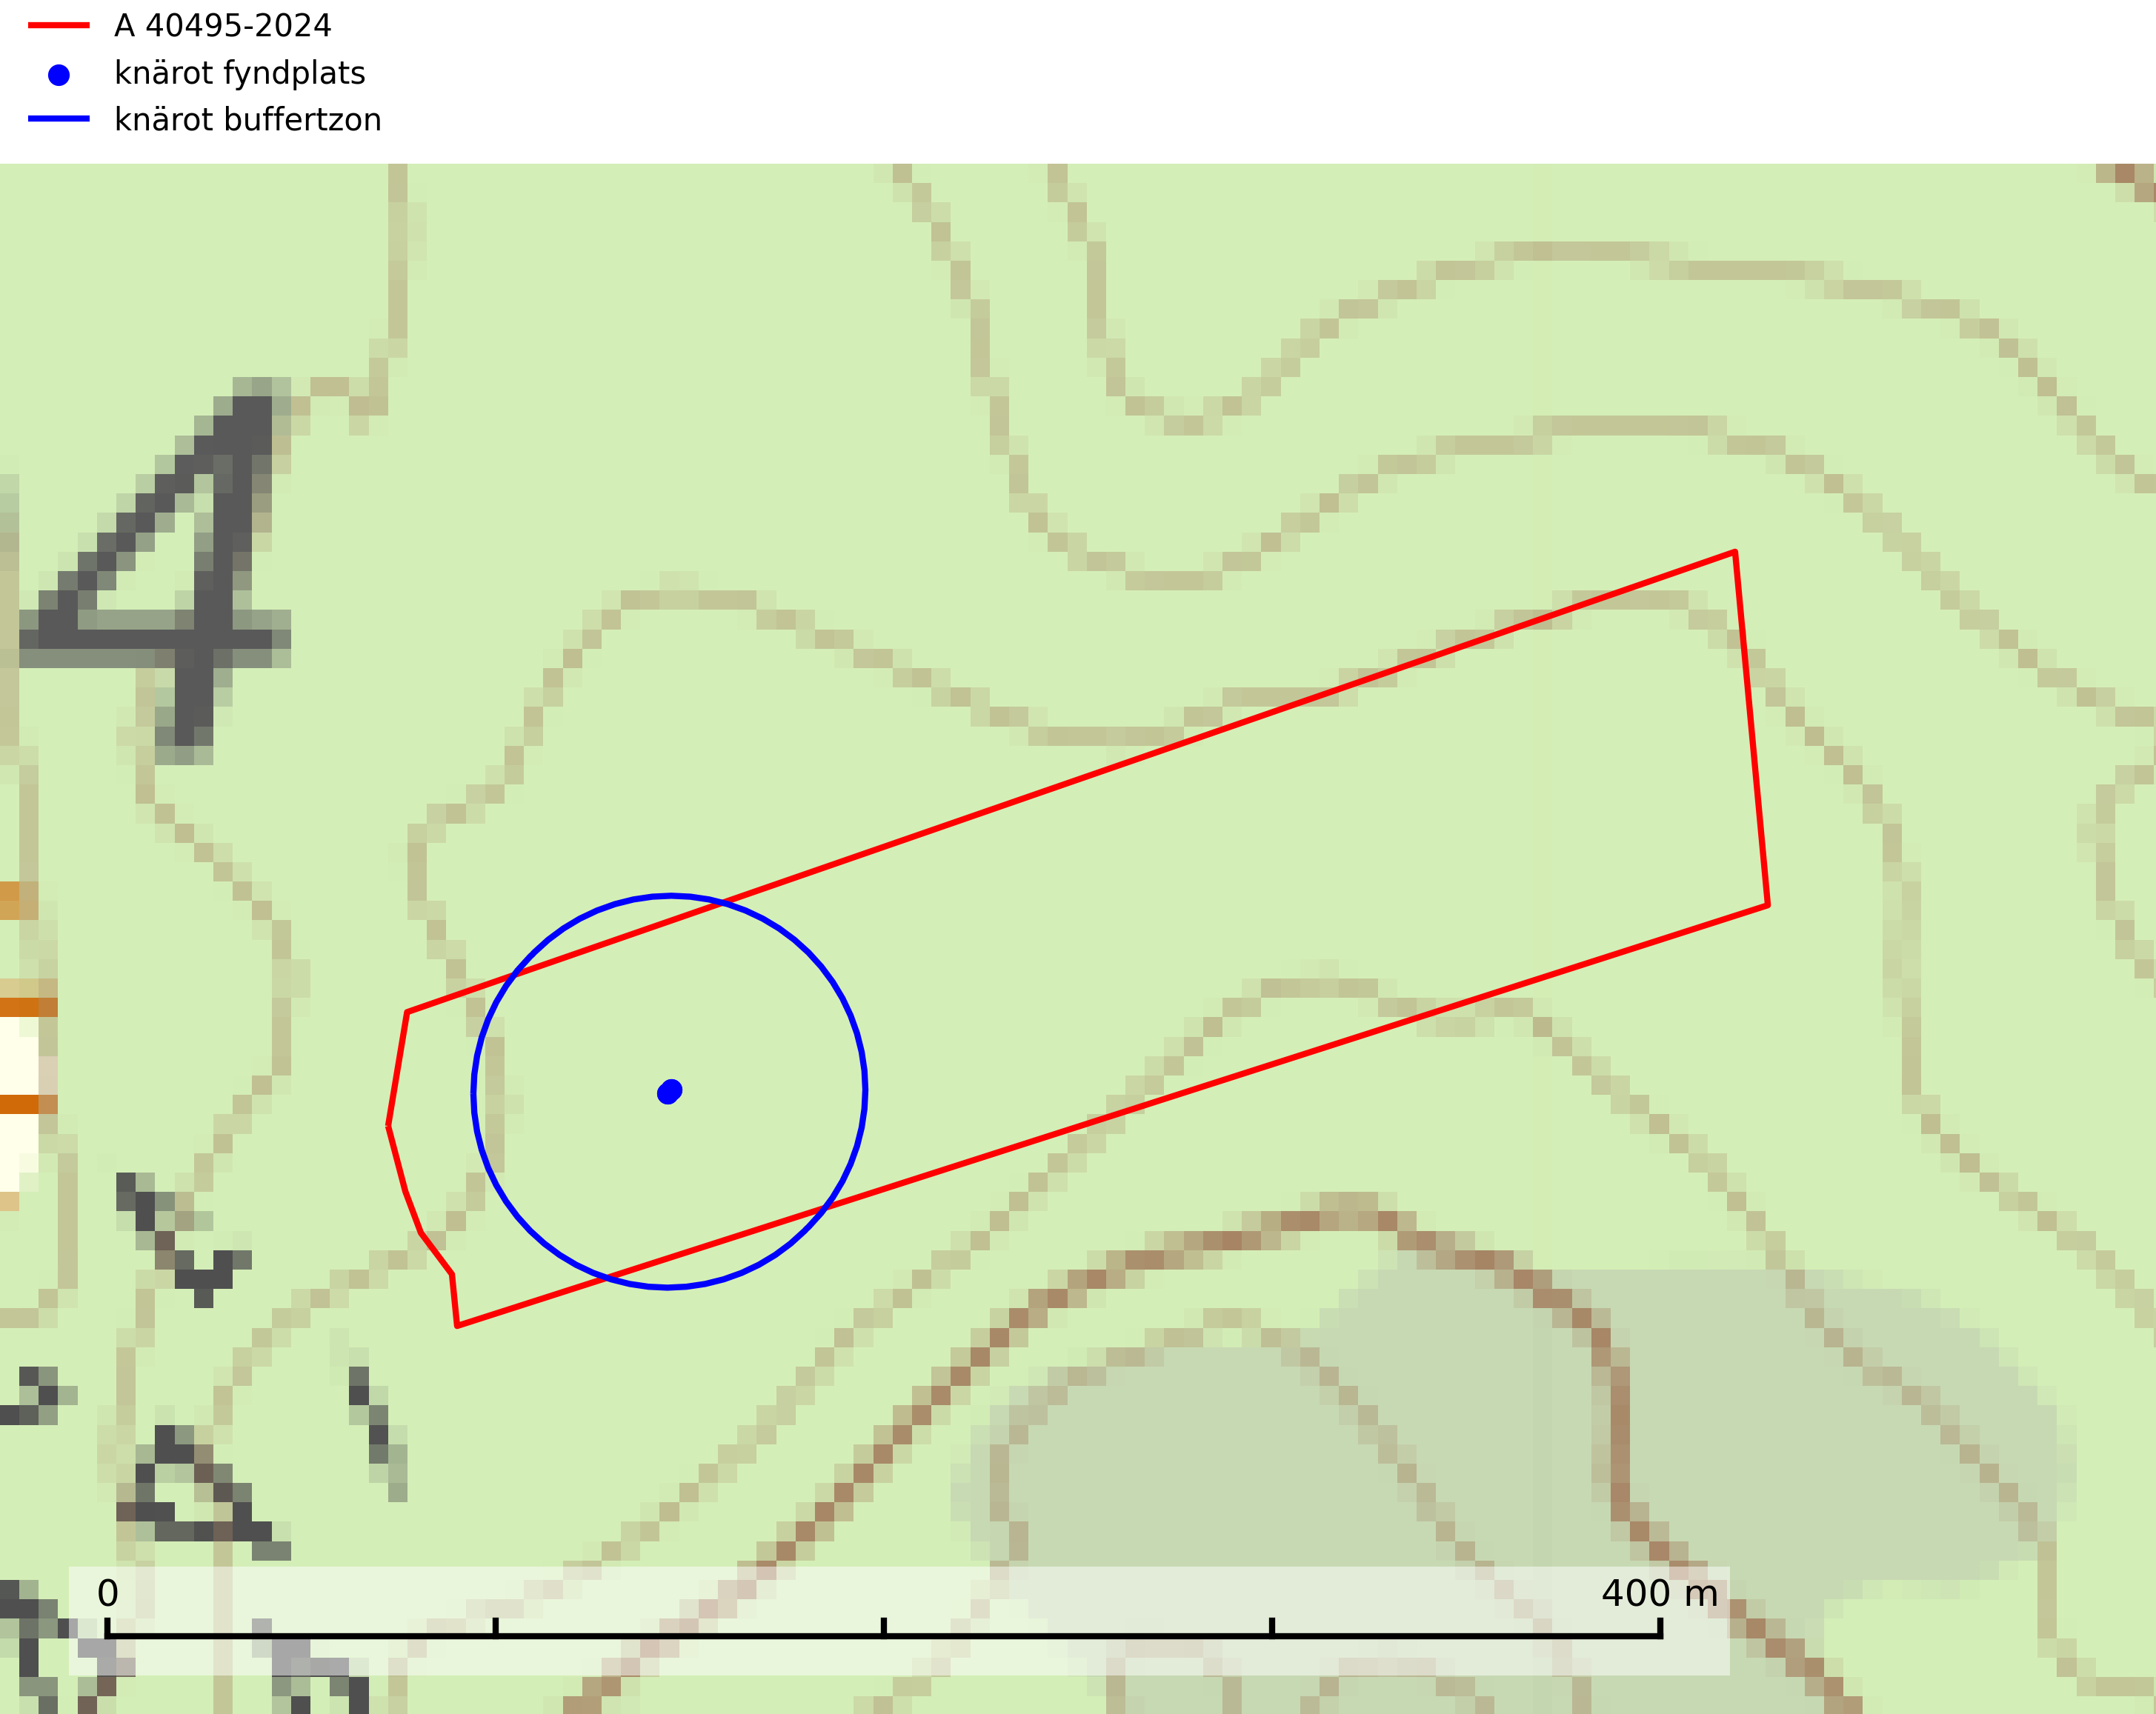 A 40495-2024
knärot fyndplats
knärot buffertzon
4
0
400 m